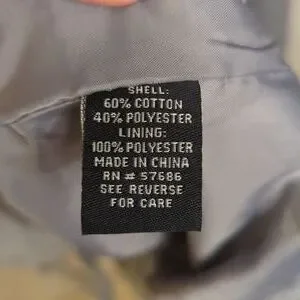 SHELL:
60% COTTON
40% POLYESTER
LINING:
100% POLYESTER
MADE IN CHINA
RN # 57686
SEE REVERSE
FOR CARE